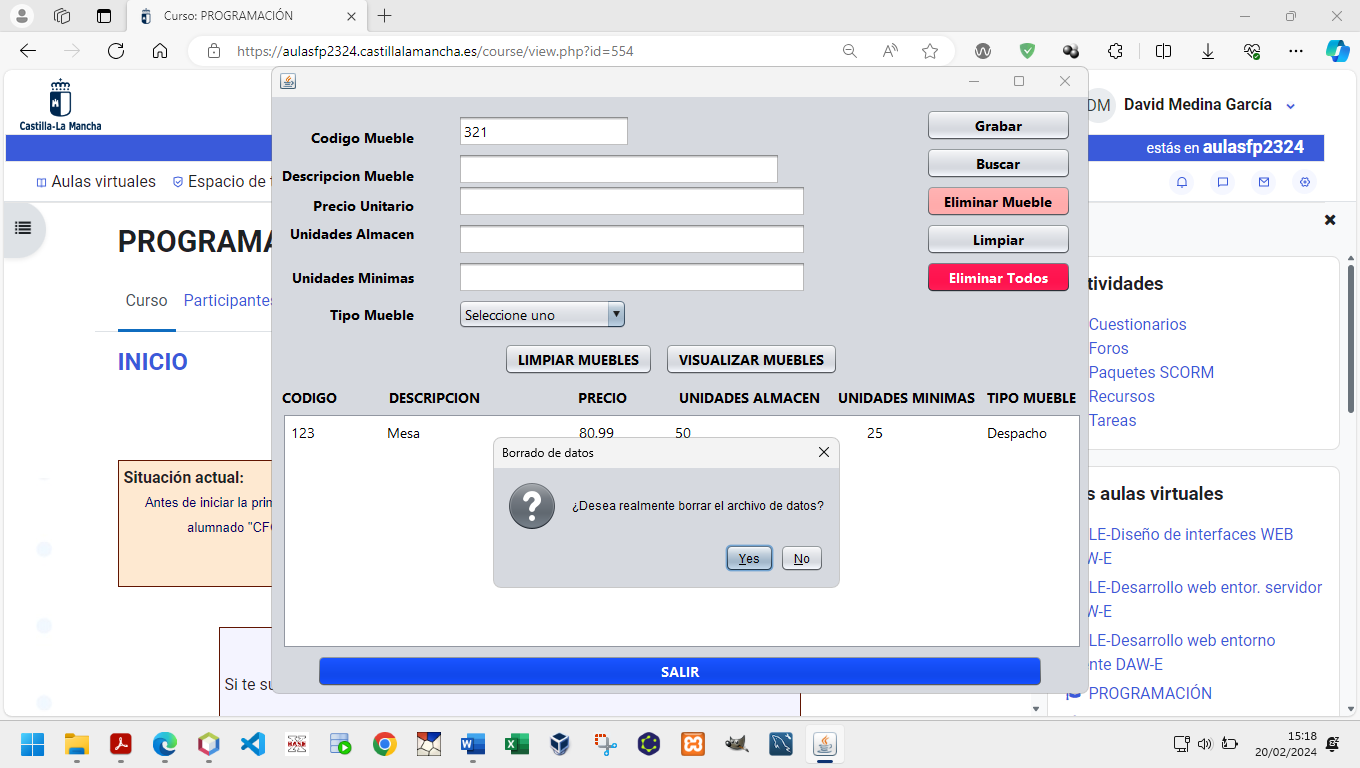 Curso: PROGRAMACIÓN
https://aulasfp2324.castillalamancha.es/course/view.php?id=554
Castilla-La Mancha
DM David Medina García
estás en aulasfp2324
Aulas virtuales
Espacio de
PROGRAMA
Curso
Participantes
INICIO
Situación actual:
Antes de iniciar la
alumnado
Si te
Codigo Mueble
321
Descripcion Mueble
Precio Unitario
Unidades Almacen
Unidades Minimas
Tipo Mueble
Seleccione uno
Grabar
Buscar
Eliminar Mueble
Limpiar
Eliminar Todos
LIMPIAR MUEBLES
VISUALIZAR MUEBLES
CODIGO DESCRIPCION PRECIO UNIDADES ALMACEN UNIDADES MINIMAS TIPO MUEBLE
123 Mesa 80.99 50 25 Despacho
Borrado de datos
¿Desea realmente borrar el archivo de datos?
Yes
No
SALIR
tividades
Cuestionarios
Foros
Paquetes SCORM
Recursos
Tareas
s aulas virtuales
LE-Diseño de interfaces WEB
W-E
LE-Desarrollo web entor. servidor
W-E
LE-Desarrollo web entorno
nte DAW-E
PROGRAMACIÓN
15:18
20/02/2024